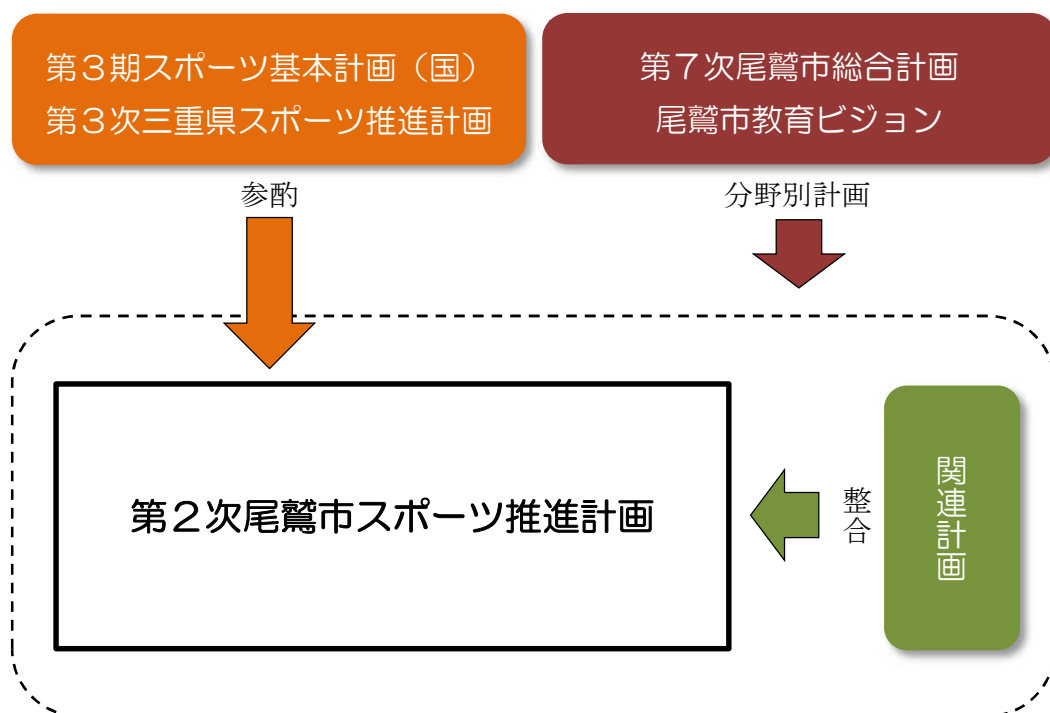 第３期スポーツ基本計画（国）
第３次三重県スポーツ推進計画
第７次尾鷲市総合計画
尾鷲市教育ビジョン
参酌
分野別計画
第２次尾鷲市スポーツ推進計画
整合
関連計画